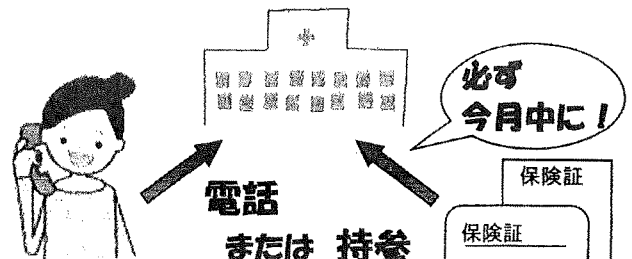 必ず
今月中に！
保険証
保険証
電話
または 持参